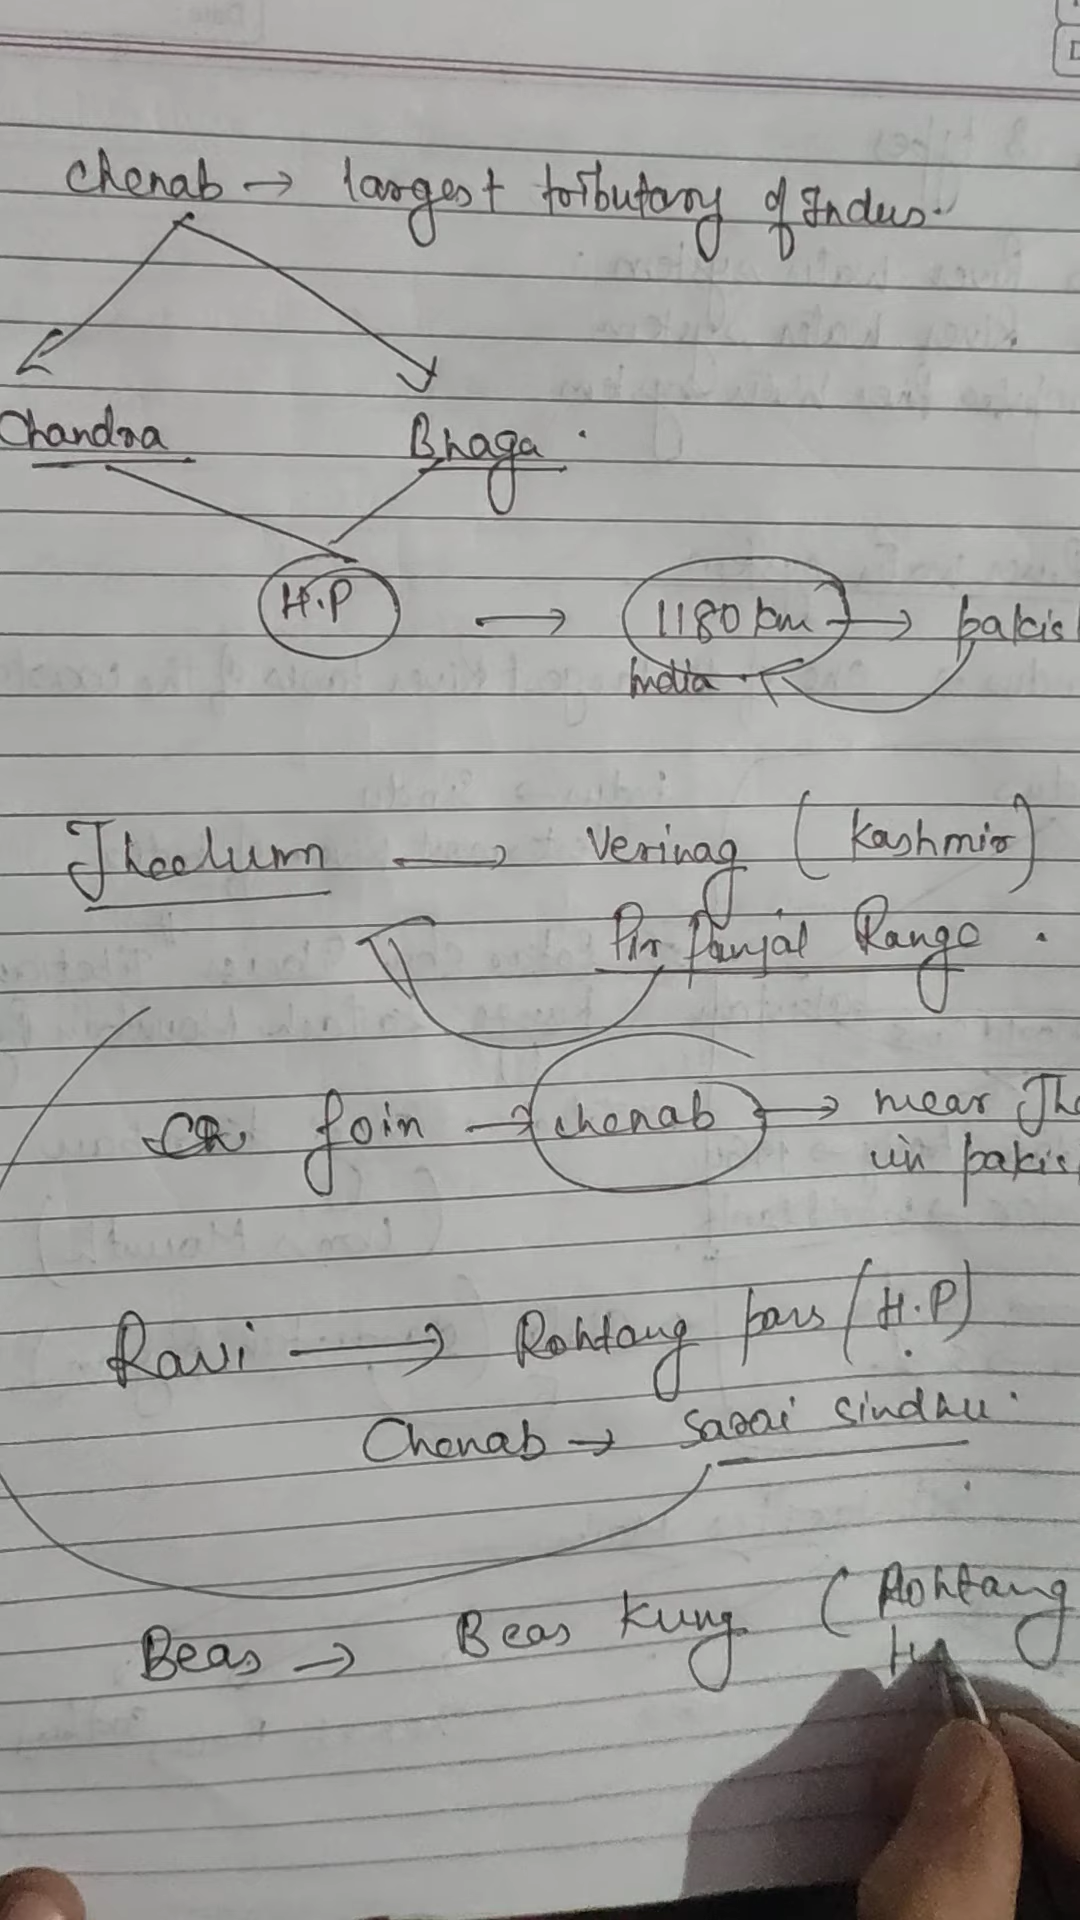 Chenab → largest tributary of Indus.
Chandra Bhaga.
H.P → 1180 km → pakis
India
Jheelum → Verinag (Kashmir)
Pir Panjal Range.
join → chenab → near Jhe
in pakis
Ravi → Rohtang pass (H.P)
Chenab → Sarai sindhu.
Beas → Beas Kung (Rohtang